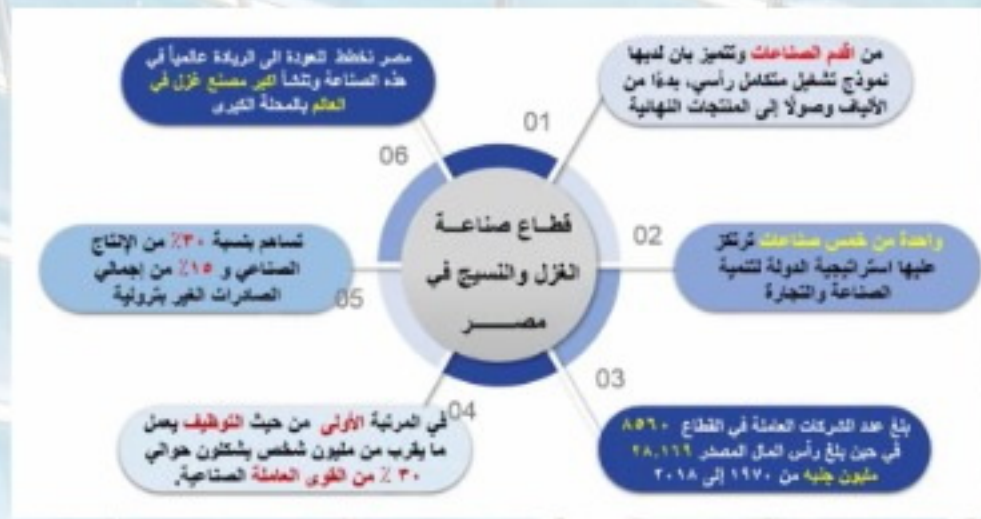 قطاع صناعة
الغزل والنسيج في
مصر
01
من اقدم الصناعات وتتميز بان لديها
نموذج تشغيل متكامل رأسي، بدءًا من
الألياف وصولًا إلى المنتجات النهائية
02
واحدة من خمس صناعات ترتكز
عليها استراتيجية الدولة لتنمية
الصناعة والتجارة
03
بلغ عدد الشركات العاملة في القطاع ٨٥٦٠
في حين بلغ رأس المال المصدر ٢٨,١٦٩
مليون جنيه من ١٩٧٠ إلى ٢٠١٨
04
في المرتبة الأولى من حيث التوظيف يعمل
ما يقرب من مليون شخص يشكلون حوالي
٣٠ ٪ من القوى العاملة الصناعية.
05
تساهم بنسبة ٣٠٪ من الإنتاج
الصناعي و ١٥٪ من إجمالي
الصادرات الغير بترولية
06
مصر تخطط للعودة الى الريادة عالمياً في
هذه الصناعة وتنشأ اكبر مصنع غزل في
العالم بالمحلة الكبرى